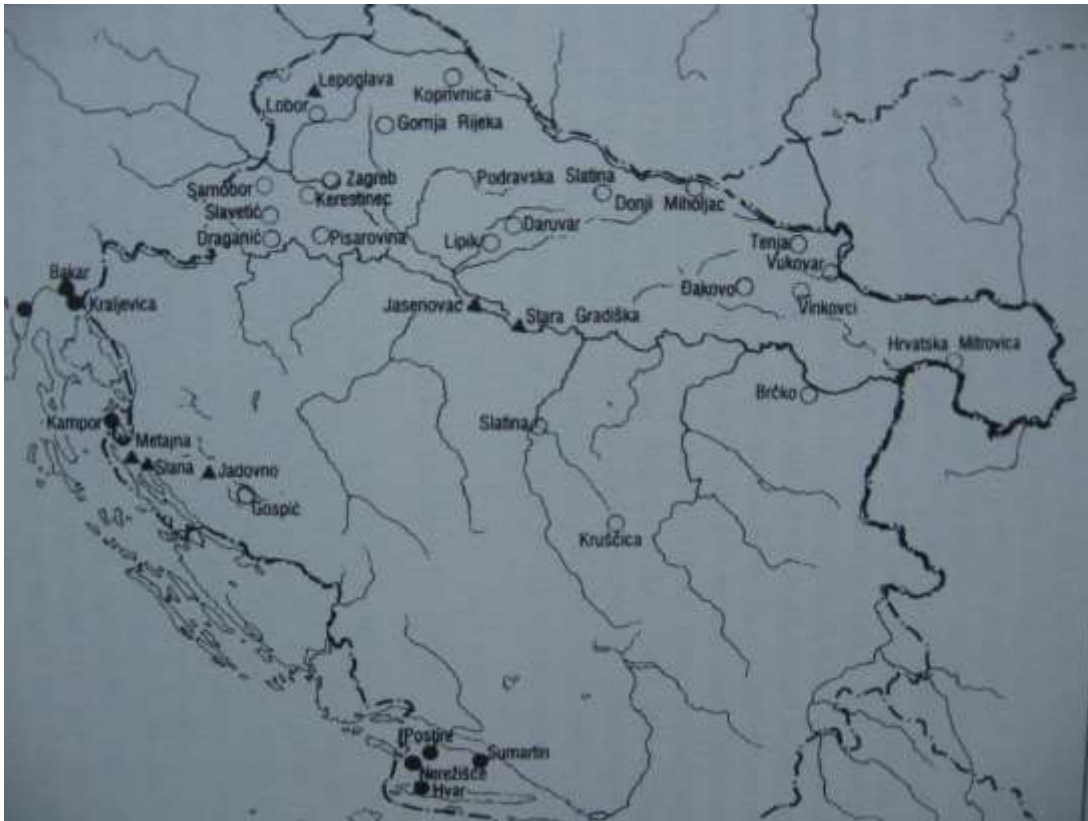 Lepoglava
Koprivnica
Lobor
Gornja Rijeka
Samobor
Zagreb
Kerestinec
Podravska Slatina
Donji Miholjac
Slavetić
Daruvar
Draganić
Pisarovina
Lipik
Tenja
Vukovar
Bakar
Kraljevica
Jasenovac
Stara Gradiška
Đakovo
Vinkovci
Hrvatska Mitrovica
Brčko
Kampor
Metajna
Slana
Jadovno
Gospić
Slatina
Kruščica
Postire
Sumartin
Nerežišće
Hvar